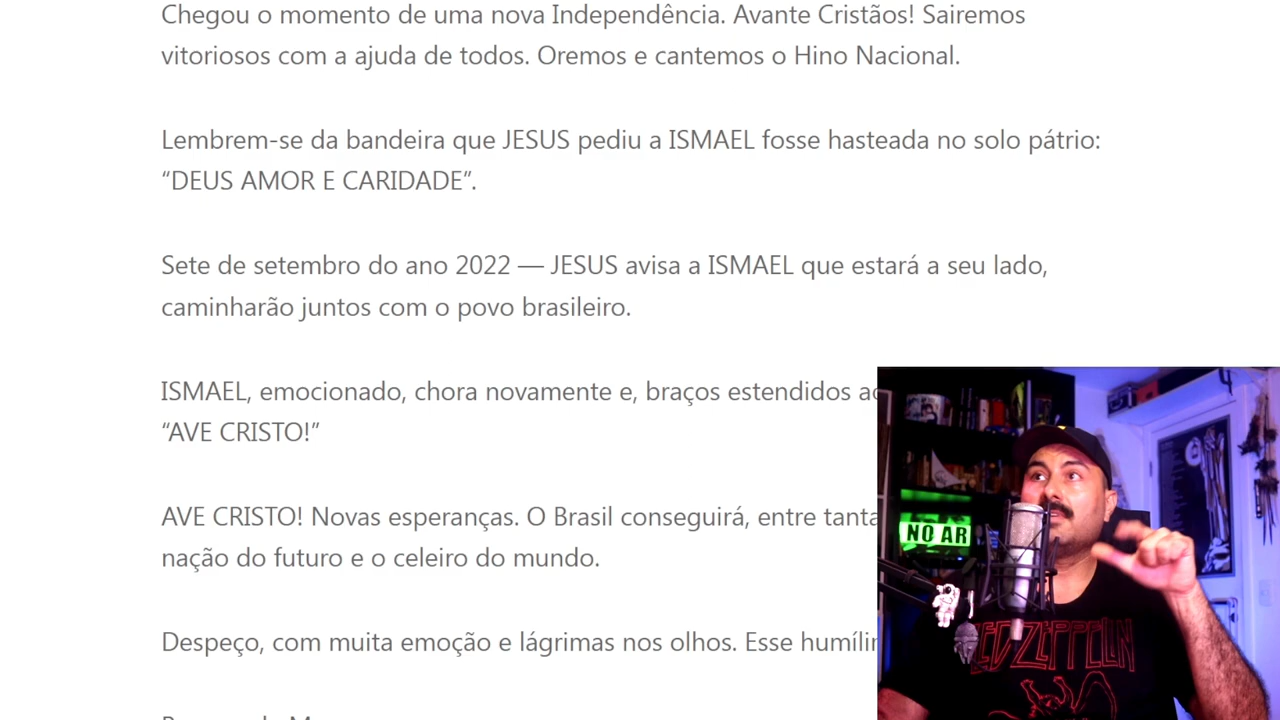 Chegou o momento de uma nova Independência. Avante Cristãos! Sairemos
vitoriosos com a ajuda de todos. Oremos e cantemos o Hino Nacional.
Lembrem-se da bandeira que JESUS pediu a ISMAEL fosse hasteada no solo pátrio:
“DEUS AMOR E CARIDADE”.
Sete de setembro do ano 2022 — JESUS avisa a ISMAEL que estará a seu lado,
caminharão juntos com o povo brasileiro.
ISMAEL, emocionado, chora novamente e, braços estendidos
“AVE CRISTO!”
AVE CRISTO! Novas esperanças. O Brasil conseguirá, entre
nação do futuro e o celeiro do mundo.
Despeço, com muita emoção e lágrimas nos olhos. Esse
NO AR
LED ZEPPELIN